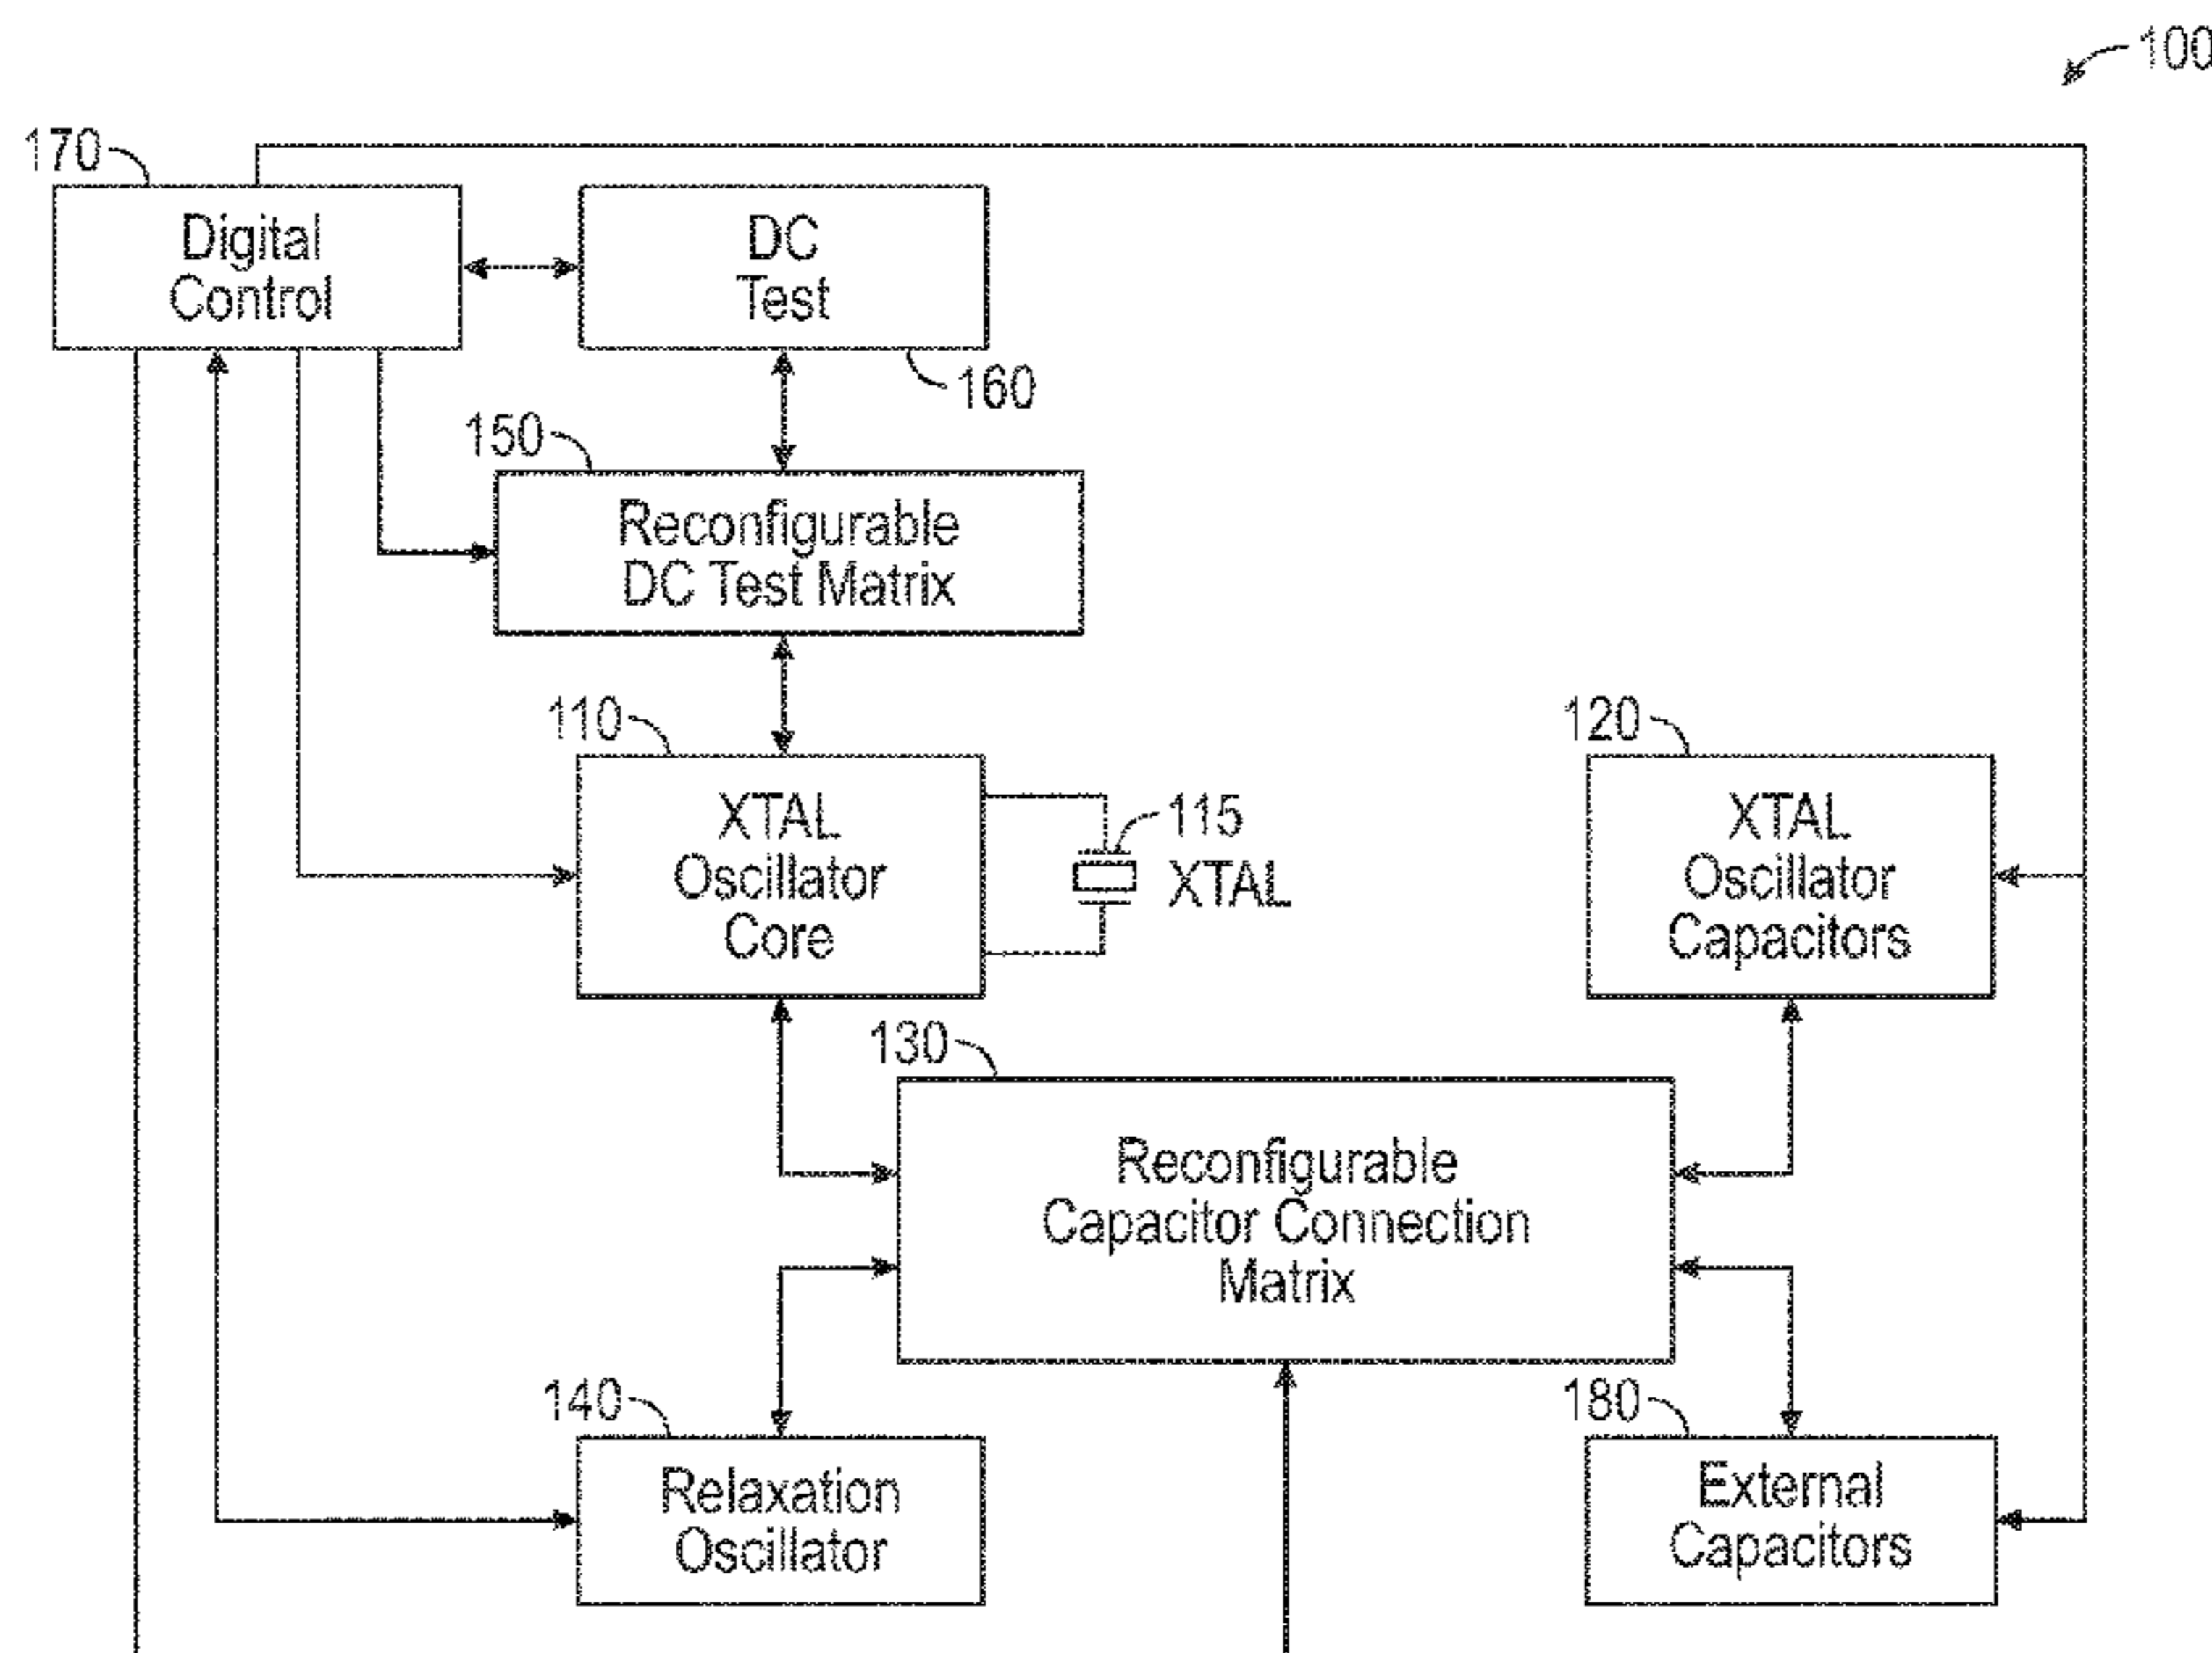 100
170
Digital
Control
DC
Test
160
150
Reconfigurable
DC Test Matrix
110
XTAL
Oscillator
Core
115
XTAL
120
XTAL
Oscillator
Capacitors
130
Reconfigurable
Capacitor Connection
Matrix
140
Relaxation
Oscillator
180
External
Capacitors